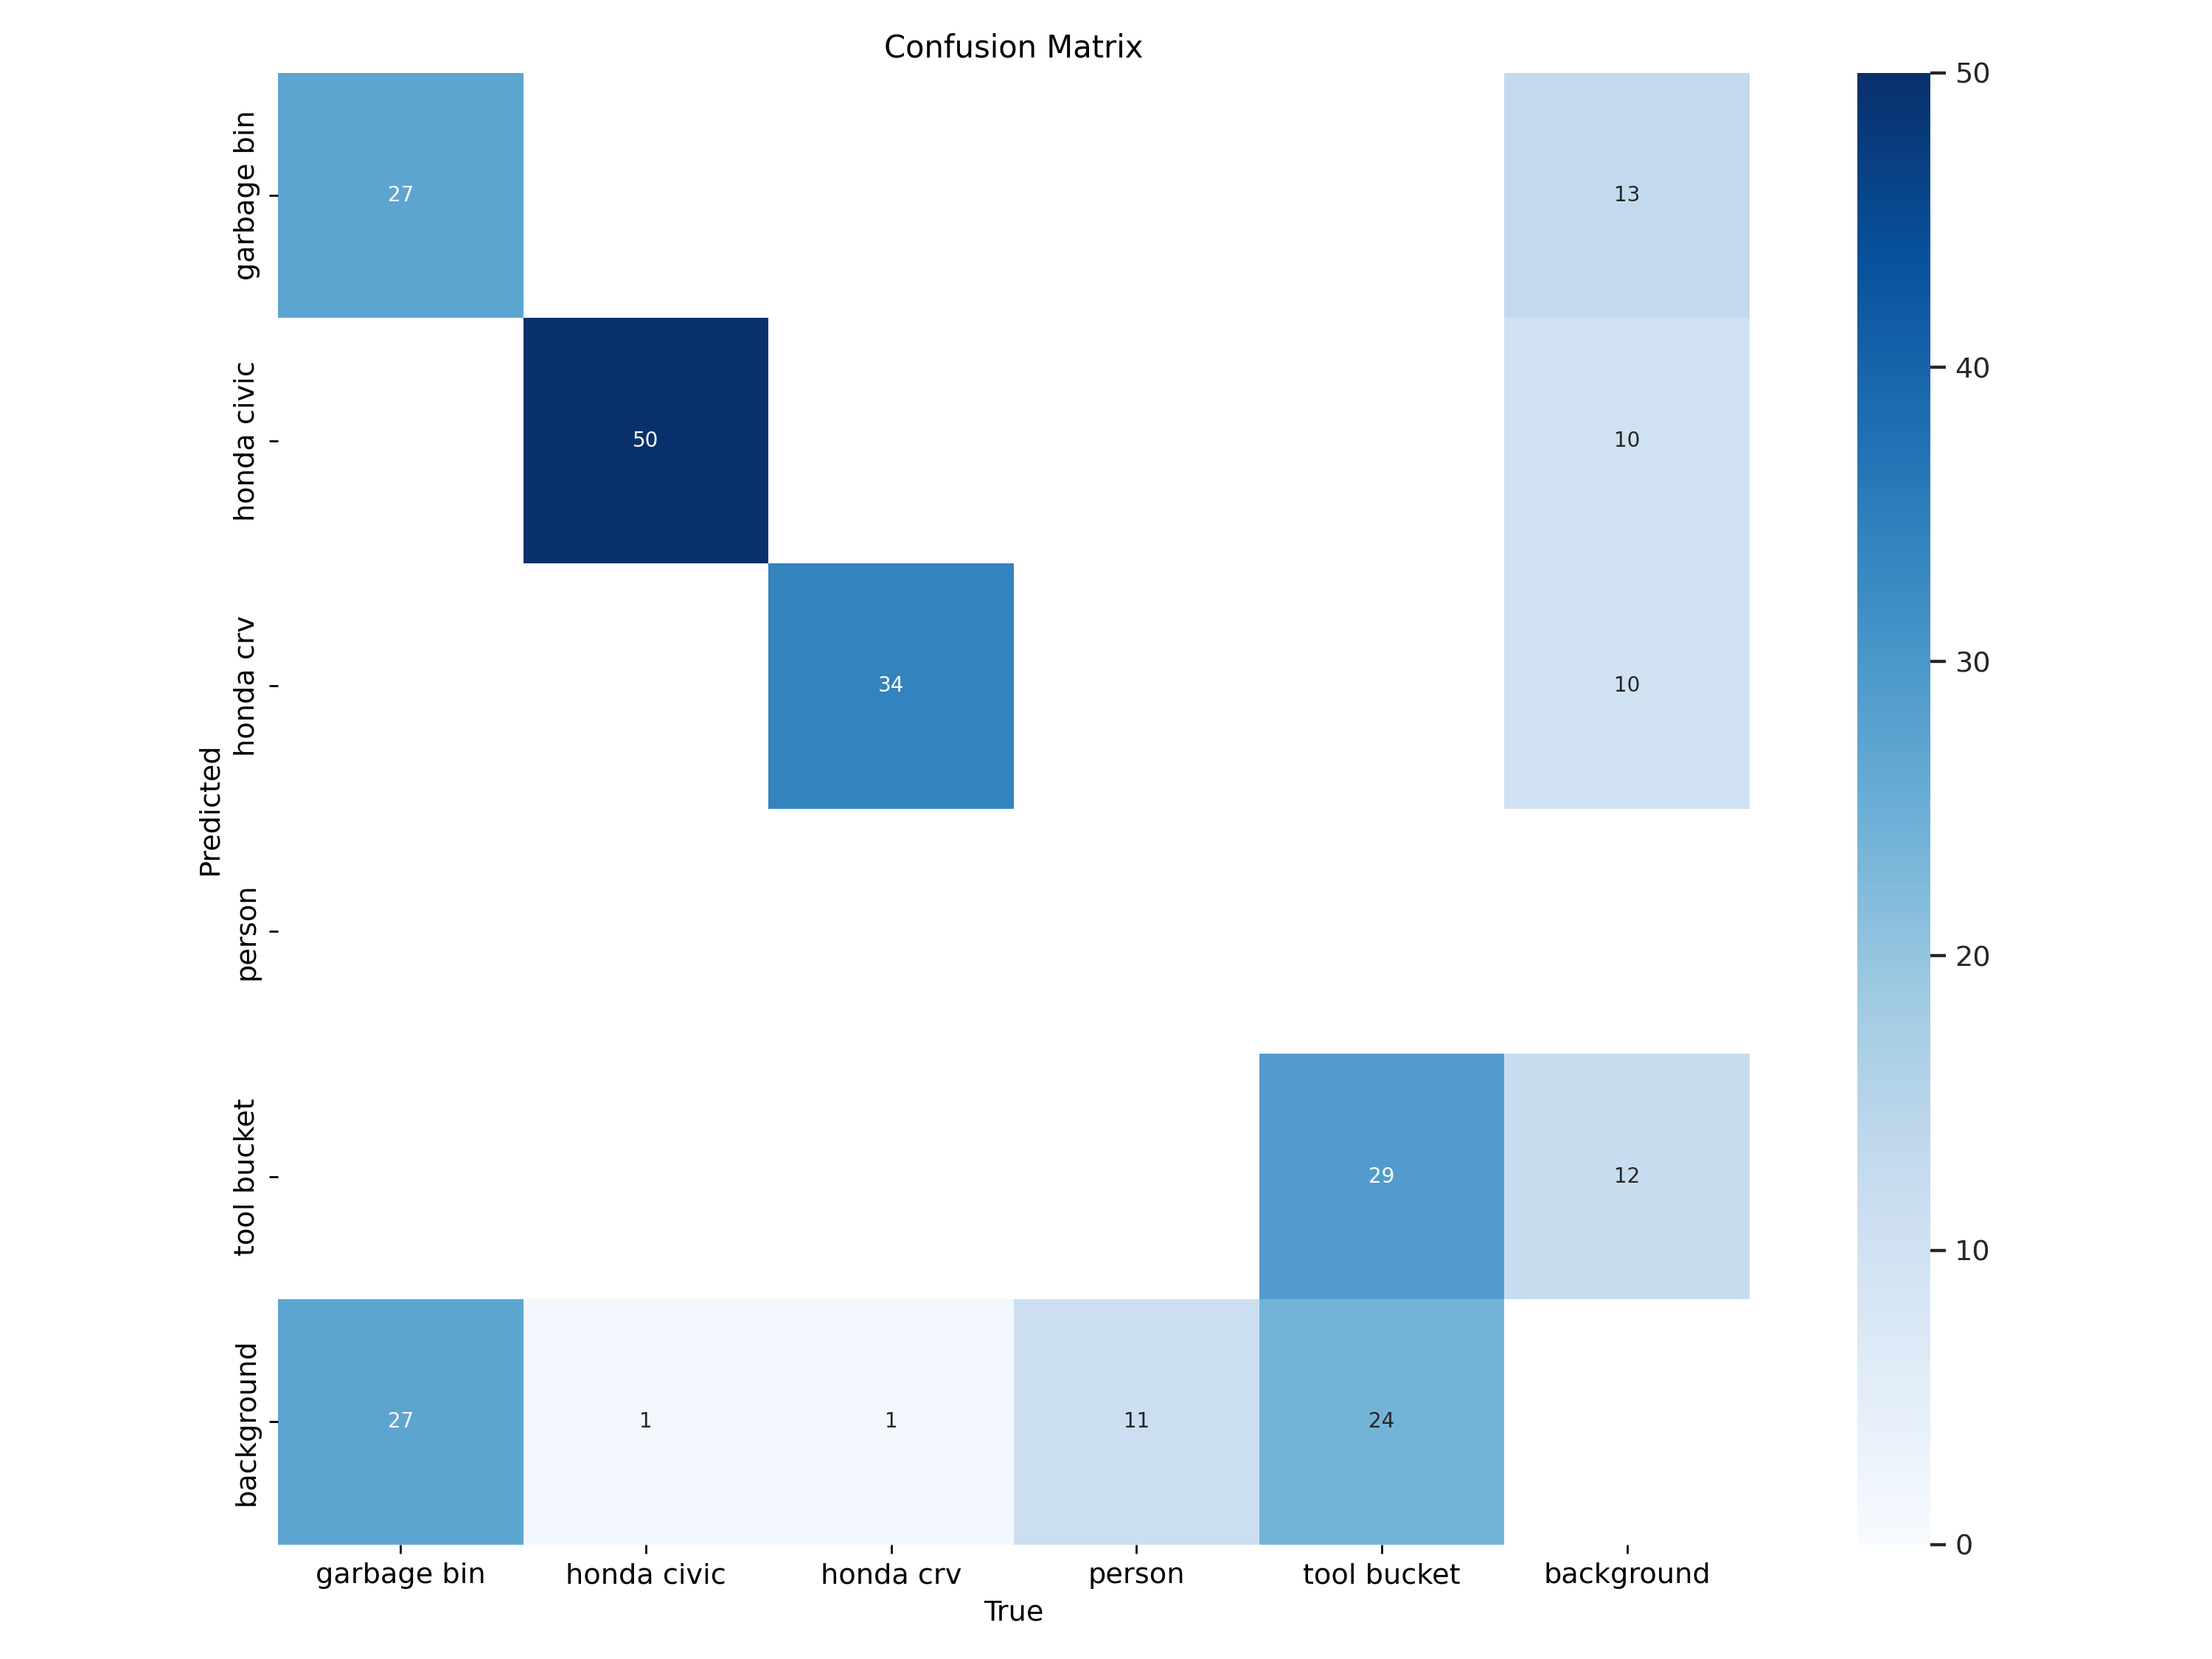 Confusion Matrix
garbage bin
27
13
honda civic
50
10
honda crv
34
10
Predicted
person
tool bucket
29
12
background
27
1
1
11
24
garbage bin
honda civic
honda crv
person
tool bucket
background
True
50
40
30
20
10
0